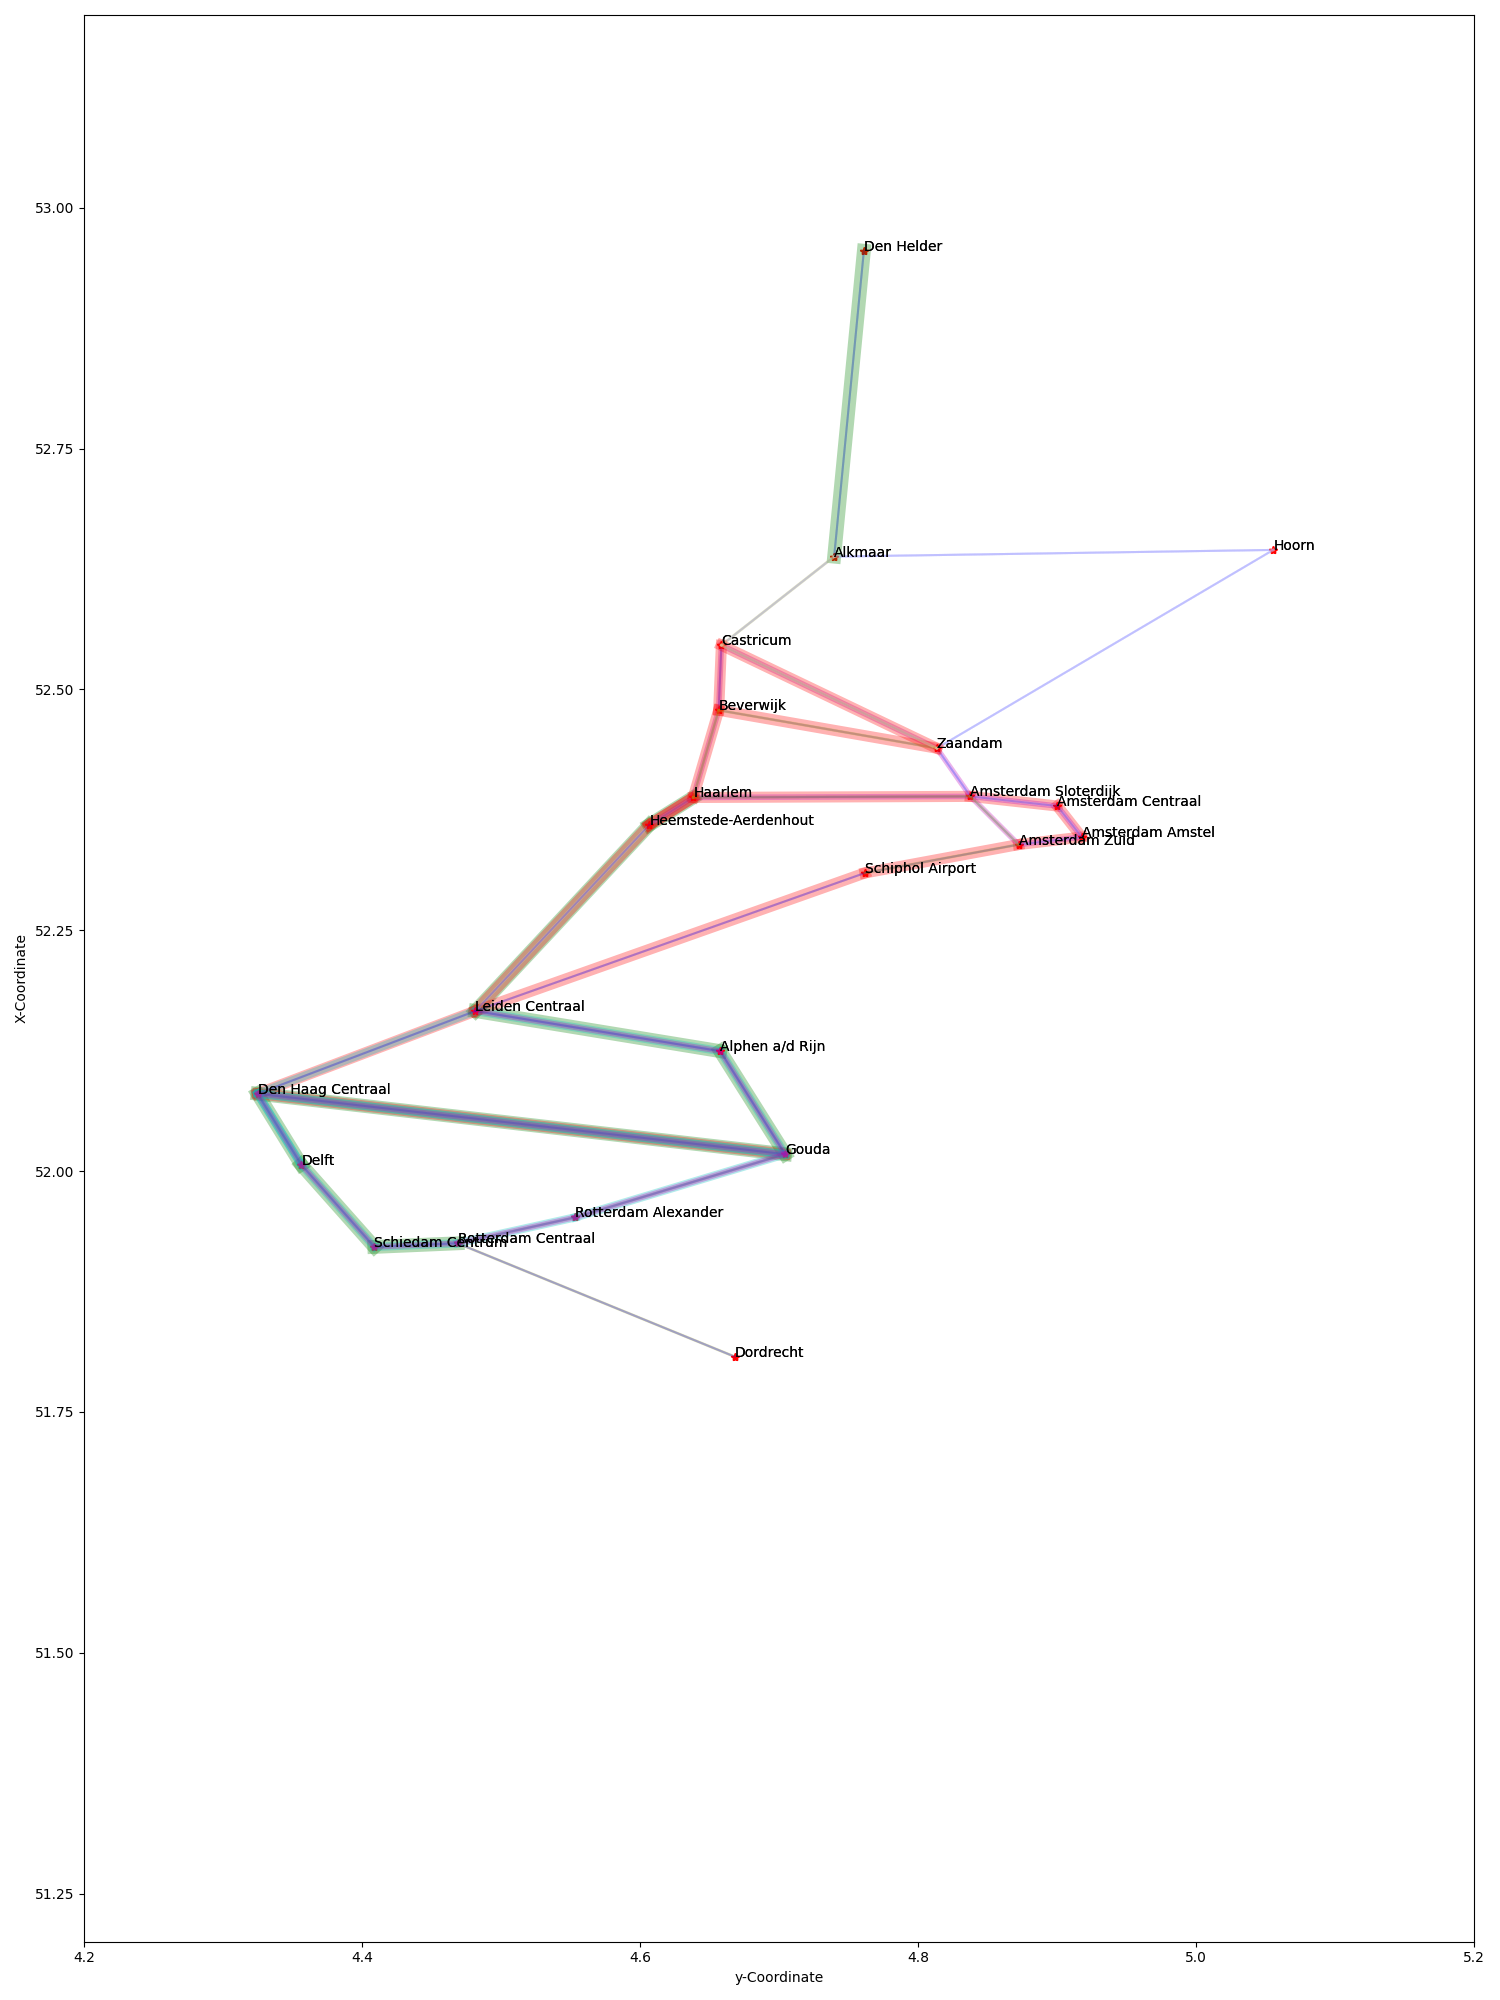 53.00
Den Helder
52.75
Hoorn
Alkmaar
Castricum
52.50
Beverwijk
Zaandam
Haarlem
Amsterdam Sloterdijk
Amsterdam Centraal
Heemstede-Aerdenhout
Amsterdam Amstel
Amsterdam Zuid
Schiphol Airport
52.25
X-Coordinate
Leiden Centraal
Alphen a/d Rijn
Den Haag Centraal
Gouda
Delft
52.00
Rotterdam Alexander
Rotterdam Centraal
Schiedam Centrum
Dordrecht
51.75
51.50
51.25
4.2 4.4 4.6 4.8 5.0 5.2
y-Coordinate